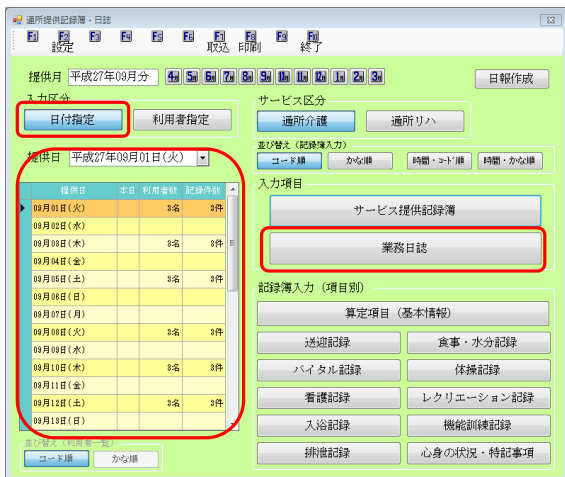 通所提供記録簿・日誌
F1 F2 F3 F4 F5 F6 F7 F8 F9 F0
設定 取込 印刷 終了
提供月 平成27年09月分 4月 5月 6月 7月 8月 9月 10月 11月 12月 1月 2月 3月 日報作成
入力区分
日付指定 利用者指定
サービス区分
通所介護 通所リハ
並び替え（記録簿入力）
コード順 かな順 時間・コード順 時間・かな順
提供日 平成27年09月01日(火)
提供日 本日 利用者数 記録件数
09月01日(火) 3名 3件
09月02日(水)
09月03日(木) 3名 3件
09月04日(金)
09月05日(土) 3名 3件
09月06日(日)
09月07日(月)
09月08日(火) 3名 3件
09月09日(水)
09月10日(木) 3名 3件
09月11日(金)
09月12日(土) 3名 3件
09月13日(日)
並び替え（利用者一覧）
コード順 かな順
入力項目
サービス提供記録簿
業務日誌
記録簿入力（項目別）
算定項目（基本情報）
送迎記録 食事・水分記録
バイタル記録 体操記録
看護記録 レクリエーション記録
入浴記録 機能訓練記録
排泄記録 心身の状況・特記事項